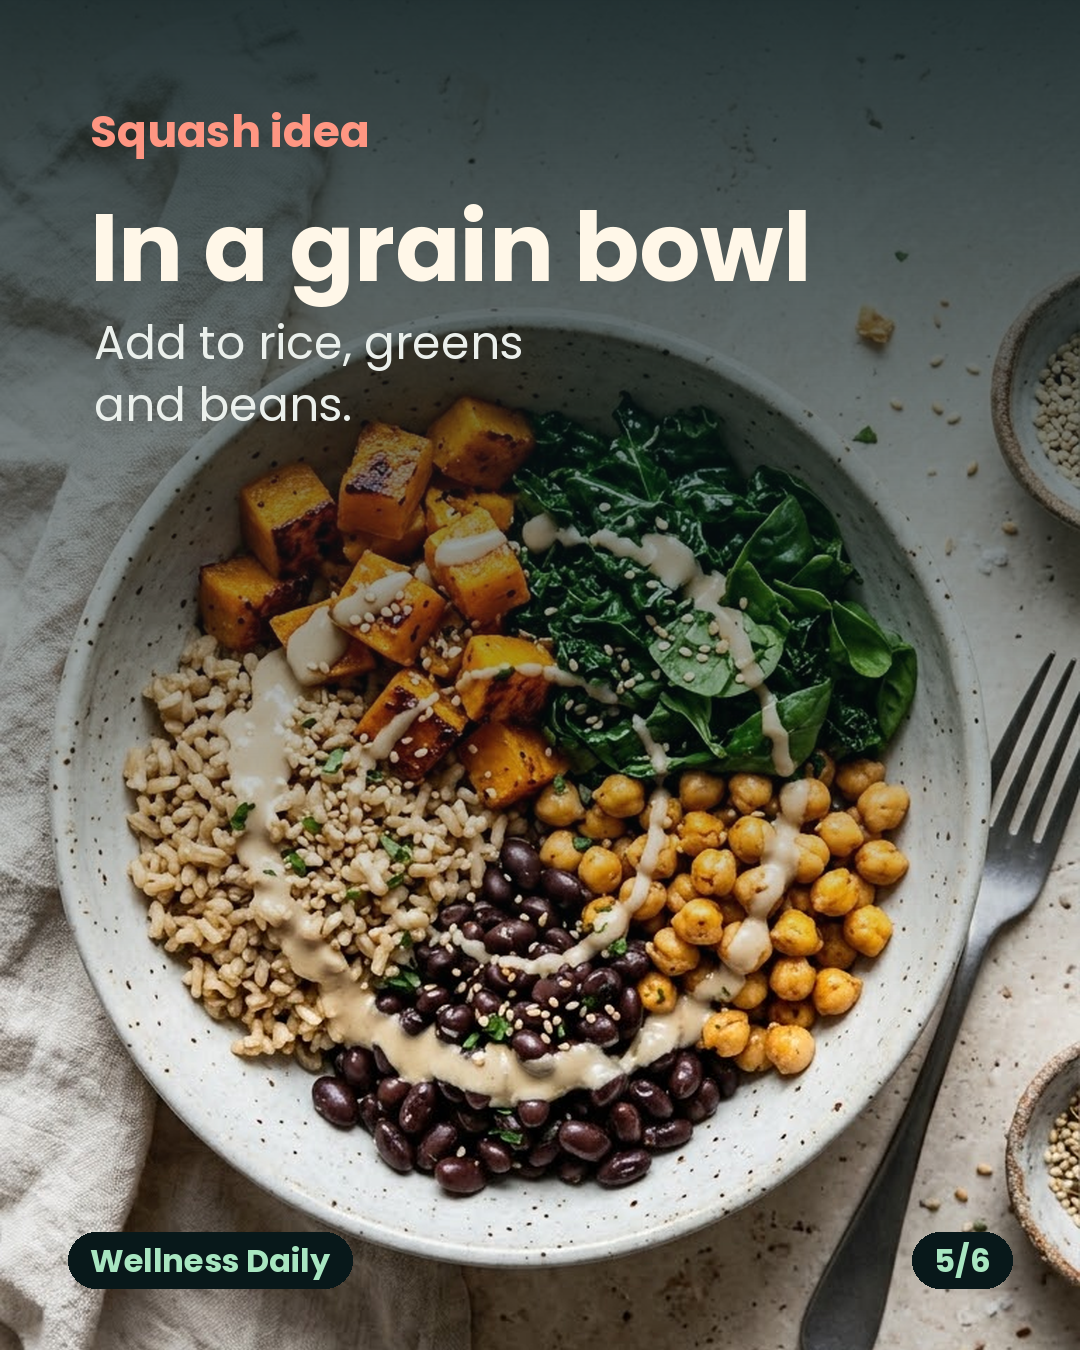 Squash idea
In a grain bowl
Add to rice, greens
and beans.
Wellness Daily
5/6